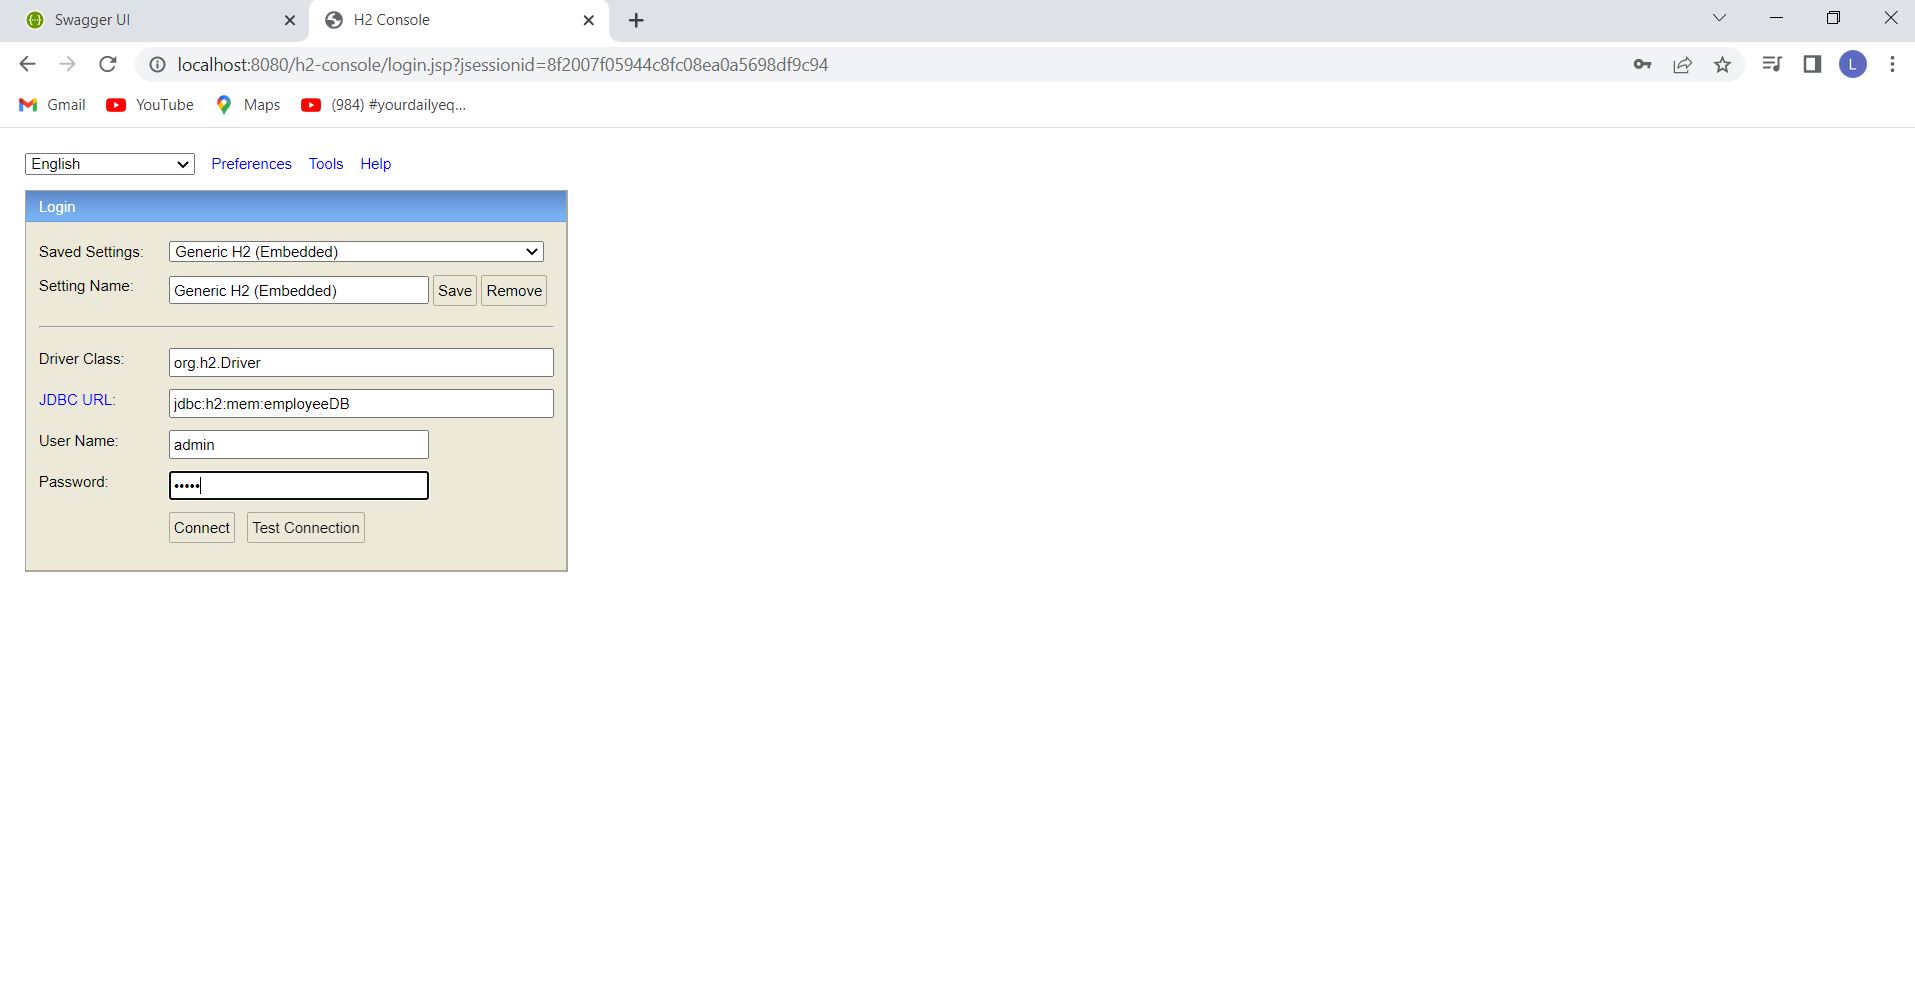 Swagger UI
H2 Console
localhost:8080/h2-console/login.jsp?jsessionid=8f2007f05944c8fc08ea0a5698df9c94
L
Gmail YouTube Maps (984) #yourdailyeq...
English Preferences Tools Help
Login
Saved Settings: Generic H2 (Embedded)
Setting Name: Generic H2 (Embedded) Save Remove
Driver Class: org.h2.Driver
JDBC URL: jdbc:h2:mem:employeeDB
User Name: admin
Password: •••••
Connect Test Connection